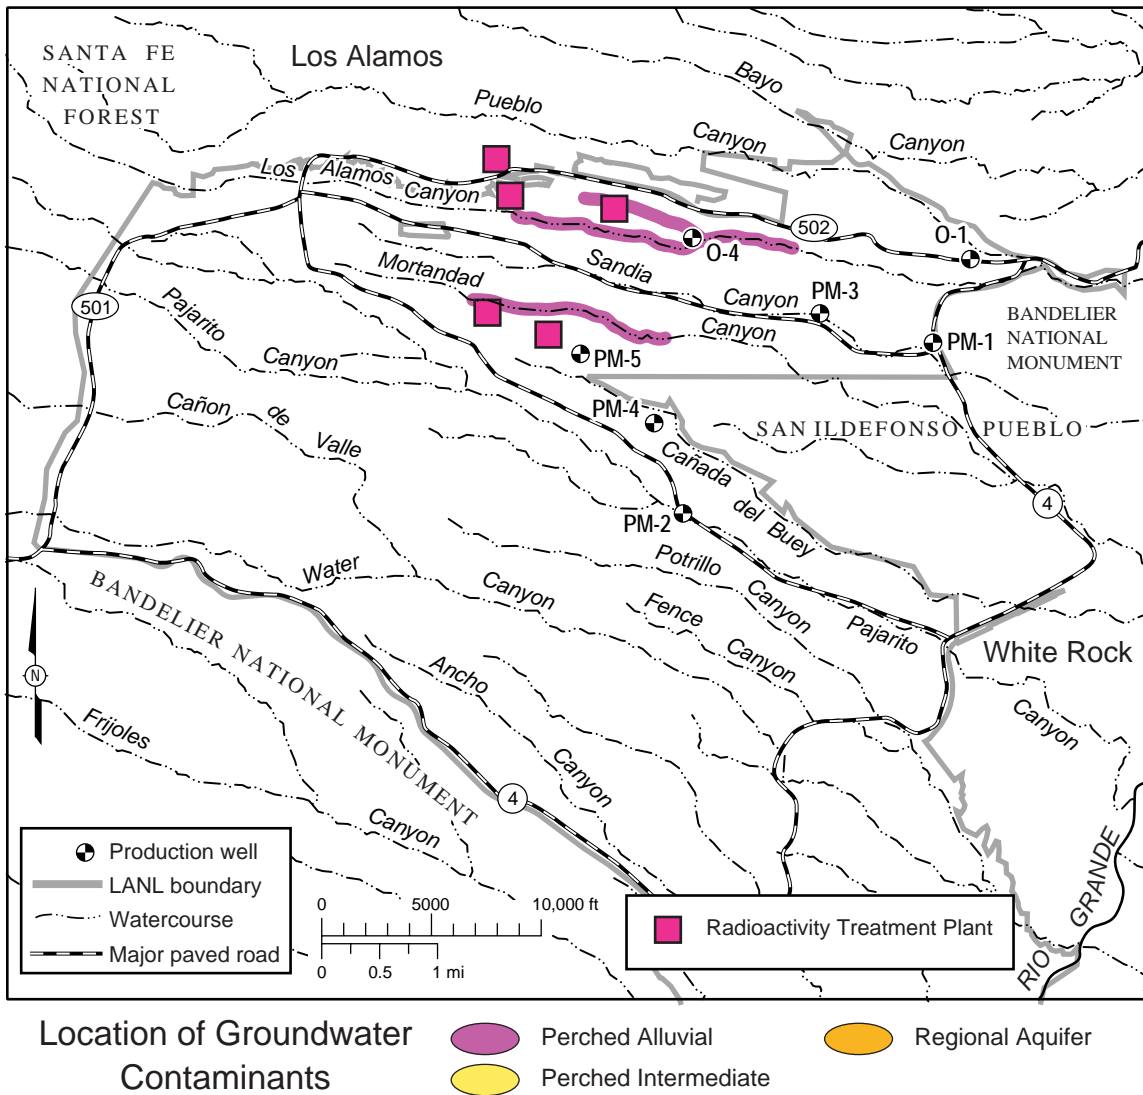 SANTA FE
NATIONAL
FOREST
Los Alamos
Bayo
Pueblo
Canyon
Canyon
Los Alamos Canyon
502
O-1
O-4
Sandia
Mortandad
Canyon
PM-3
501
Pajarito
Canyon
BANDELIER
NATIONAL
MONUMENT
PM-1
PM-5
Canyon
Cañon de Valle
PM-4
SAN ILDEFONSO PUEBLO
Cañada del Buey
4
PM-2
Water
Canyon
Potrillo
Canyon
Fence
Canyon
Pajarito
White Rock
Canyon
BANDELIER NATIONAL MONUMENT
N
Ancho
Canyon
Frijoles
Canyon
4
RIO GRANDE
Production well
LANL boundary
Watercourse
Major paved road
0 5000 10,000 ft
0 0.5 1 mi
Radioactivity Treatment Plant
Location of Groundwater
Contaminants
Perched Alluvial
Regional Aquifer
Perched Intermediate